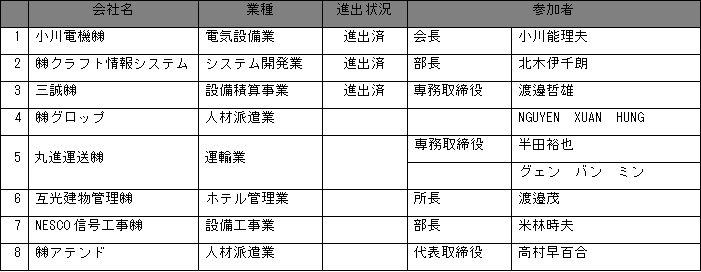 会社名 業種 進出状況 参加者
1 小川電機㈱ 電気設備業 進出済 会長 小川能理夫
2 ㈱クラフト情報システム システム開発業 進出済 部長 北木伊千朗
3 三誠㈱ 設備積算事業 進出済 専務取締役 渡邉哲雄
4 ㈱グロップ 人材派遣業 NGUYEN XUAN HUNG
5 丸進運送㈱ 運輸業 専務取締役 半田裕也
グェン バン ミン
6 互光建物管理㈱ ホテル管理業 所長 渡邉茂
7 NESCO信号工事㈱ 設備工事業 部長 米林時夫
8 ㈱アテンド 人材派遣業 代表取締役 高村早百合